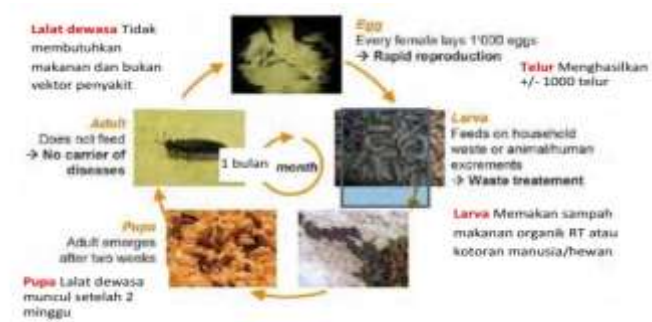 Lalat dewasa Tidak
membutuhkan
makanan dan bukan
vektor penyakit
Egg
Every female lays 1'000 eggs
→ Rapid reproduction
Telur Menghasilkan
+/- 1000 telur
Adult
Does not feed
→ No carrier of
diseases
1 bulan
month
Larva
Feeds on household
waste or animal/human
excrements
→ Waste treatement
Larva Memakan sampah
makanan organik RT atau
kotoran manusia/hewan
Pupa
Adult emerges
after two weeks
Pupa Lalat dewasa
muncul setelah 2
minggu